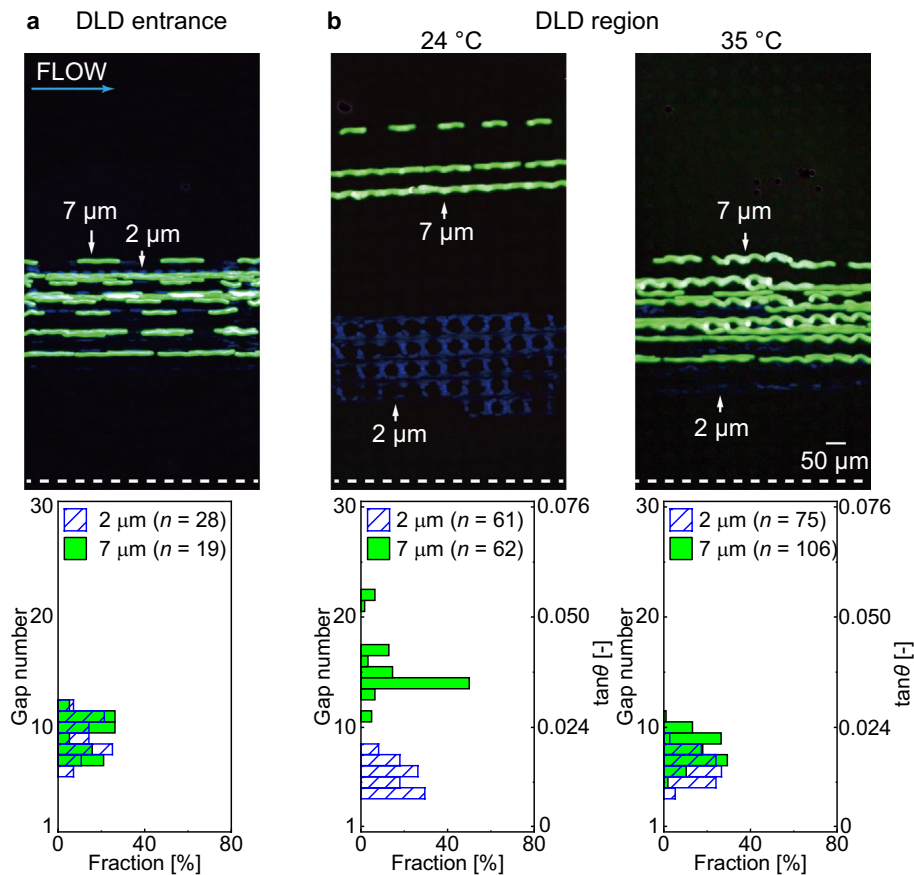 a DLD entrance
b DLD region
24 °C
35 °C
FLOW
7 µm
2 µm
7 µm
2 µm
7 µm
2 µm
50 µm
30
20
10
1
Gap number
2 µm (n = 28)
7 µm (n = 19)
0
40
80
Fraction [%]
30
20
10
1
Gap number
2 µm (n = 61)
7 µm (n = 62)
0.076
0.050
0.024
0
tanθ [-]
0
40
80
Fraction [%]
30
20
10
1
Gap number
2 µm (n = 75)
7 µm (n = 106)
0.076
0.050
0.024
0
tanθ [-]
0
40
80
Fraction [%]